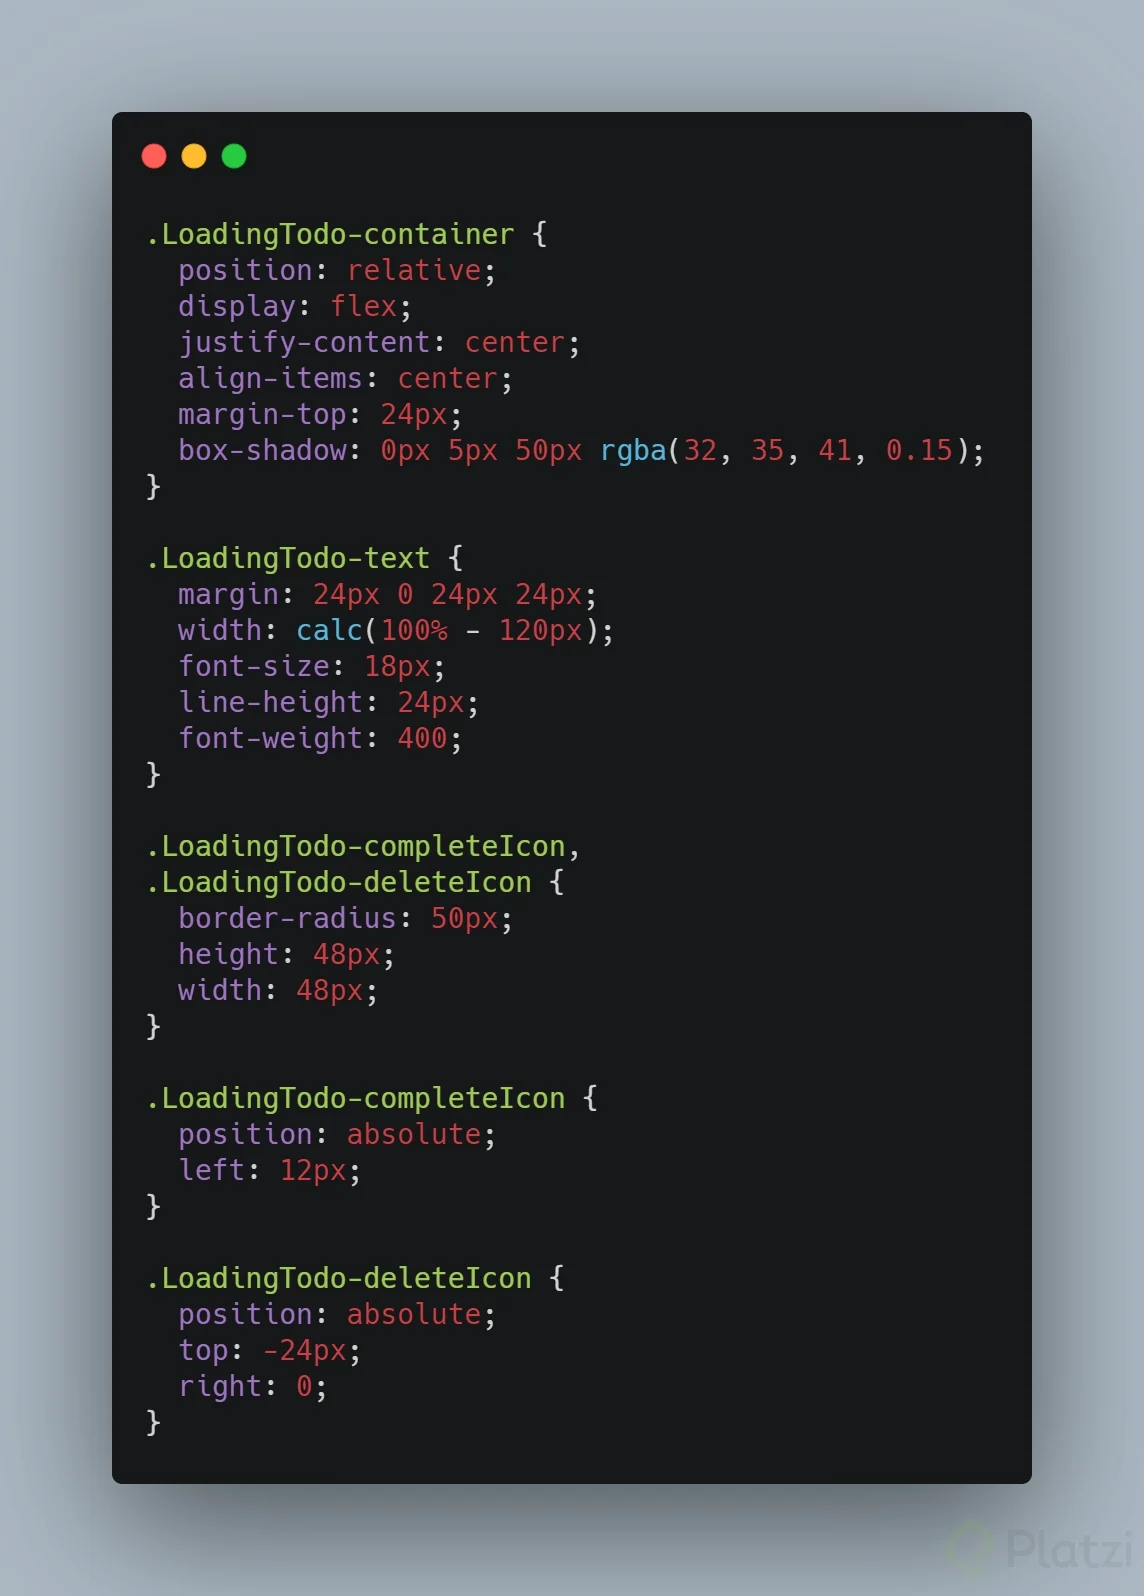 .LoadingTodo-container {
  position: relative;
  display: flex;
  justify-content: center;
  align-items: center;
  margin-top: 24px;
  box-shadow: 0px 5px 50px rgba(32, 35, 41, 0.15);
}

.LoadingTodo-text {
  margin: 24px 0 24px 24px;
  width: calc(100% - 120px);
  font-size: 18px;
  line-height: 24px;
  font-weight: 400;
}

.LoadingTodo-completeIcon,
.LoadingTodo-deleteIcon {
  border-radius: 50px;
  height: 48px;
  width: 48px;
}

.LoadingTodo-completeIcon {
  position: absolute;
  left: 12px;
}

.LoadingTodo-deleteIcon {
  position: absolute;
  top: -24px;
  right: 0;
}
Platzi